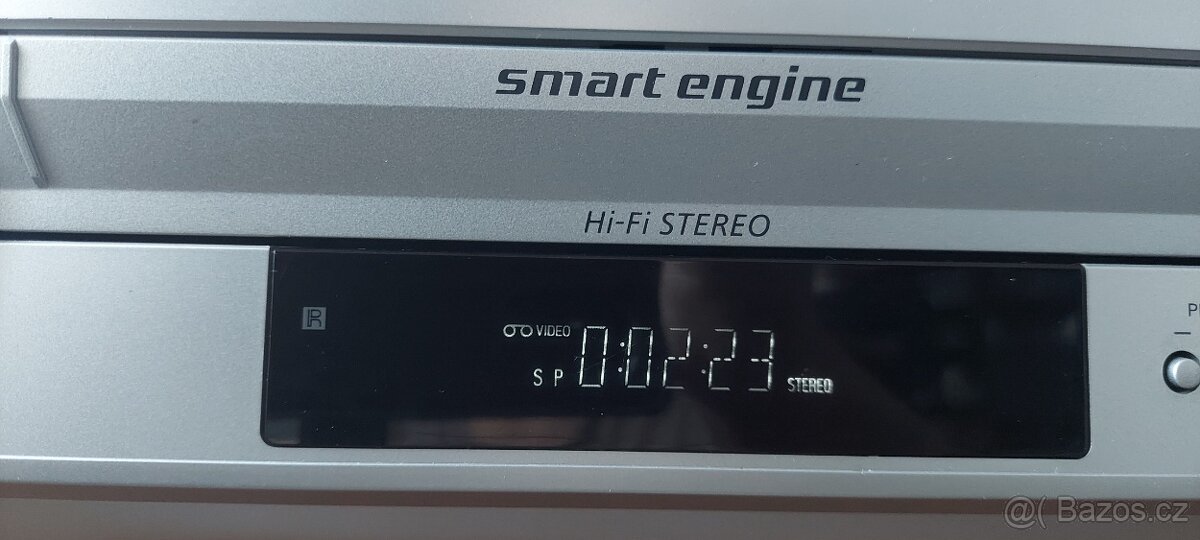 smart engine
Hi-Fi STEREO
VIDEO
SP 0:02:23 STEREO
@( Bazos.cz